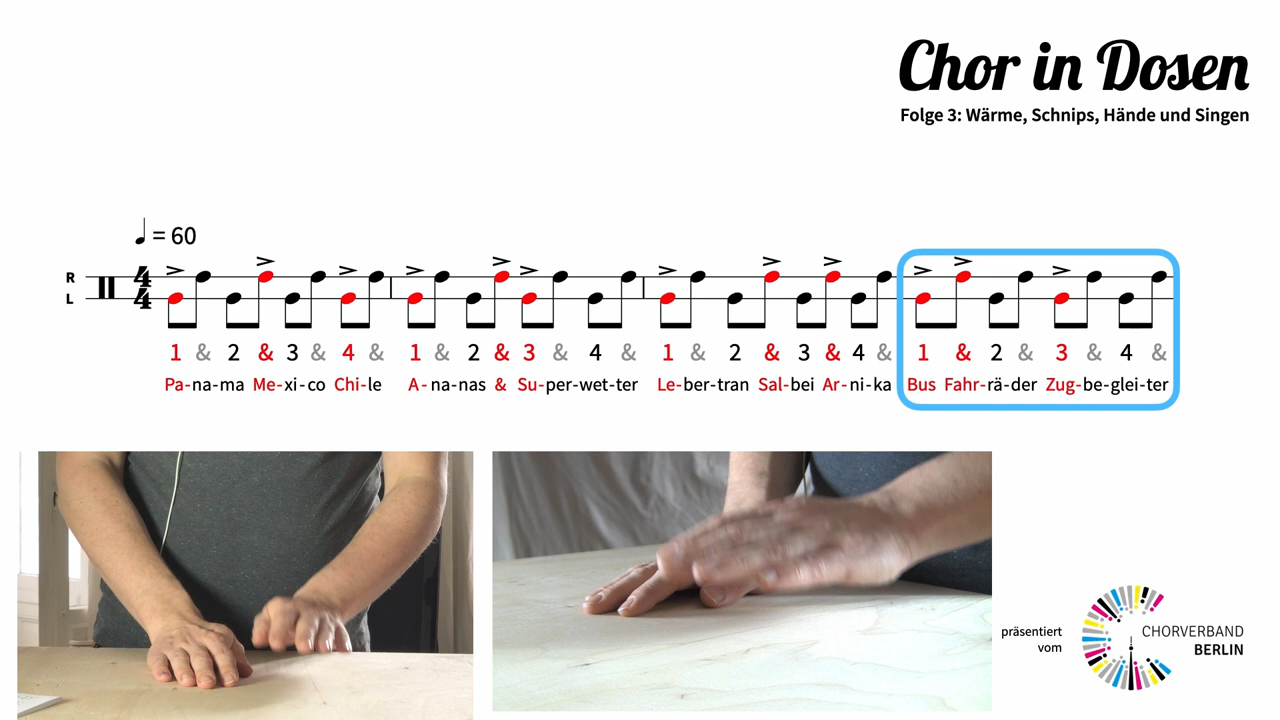 Chor in Dosen
Folge 3: Wärme, Schnips, Hände und Singen
= 60
R
L
4
4
1 & 2 & 3 & 4 & 1 & 2 & 3 & 4 & 1 & 2 & 3 & 4 & 1 & 2 & 3 & 4 &
Pa-na-ma Me-xi-co Chi-le A-na-nas & Su-per-wet-ter Le-ber-tran Sal-bei Ar-ni-ka Bus Fahr-rä-der Zug-be-glei-ter
präsentiert
vom
CHORVERBAND
BERLIN